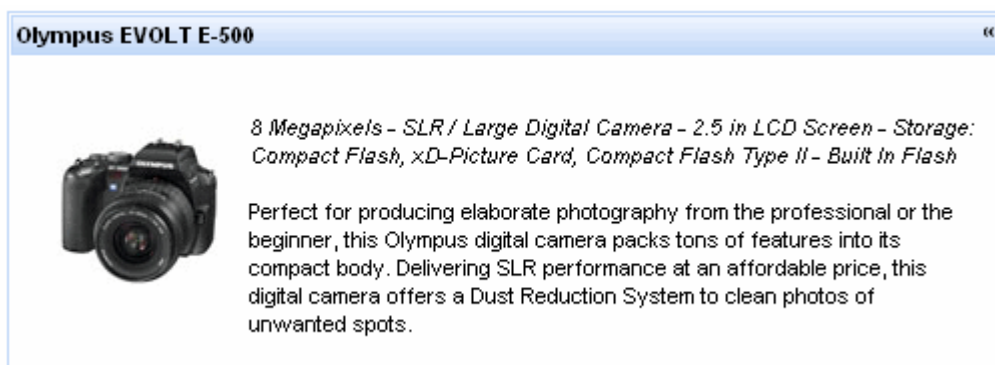 Olympus EVOLT E-500 «
8 Megapixels - SLR / Large Digital Camera - 2.5 in LCD Screen - Storage:
Compact Flash, xD-Picture Card, Compact Flash Type II - Built In Flash
OLYMPUS
Perfect for producing elaborate photography from the professional or the
beginner, this Olympus digital camera packs tons of features into its
compact body. Delivering SLR performance at an affordable price, this
digital camera offers a Dust Reduction System to clean photos of
unwanted spots.